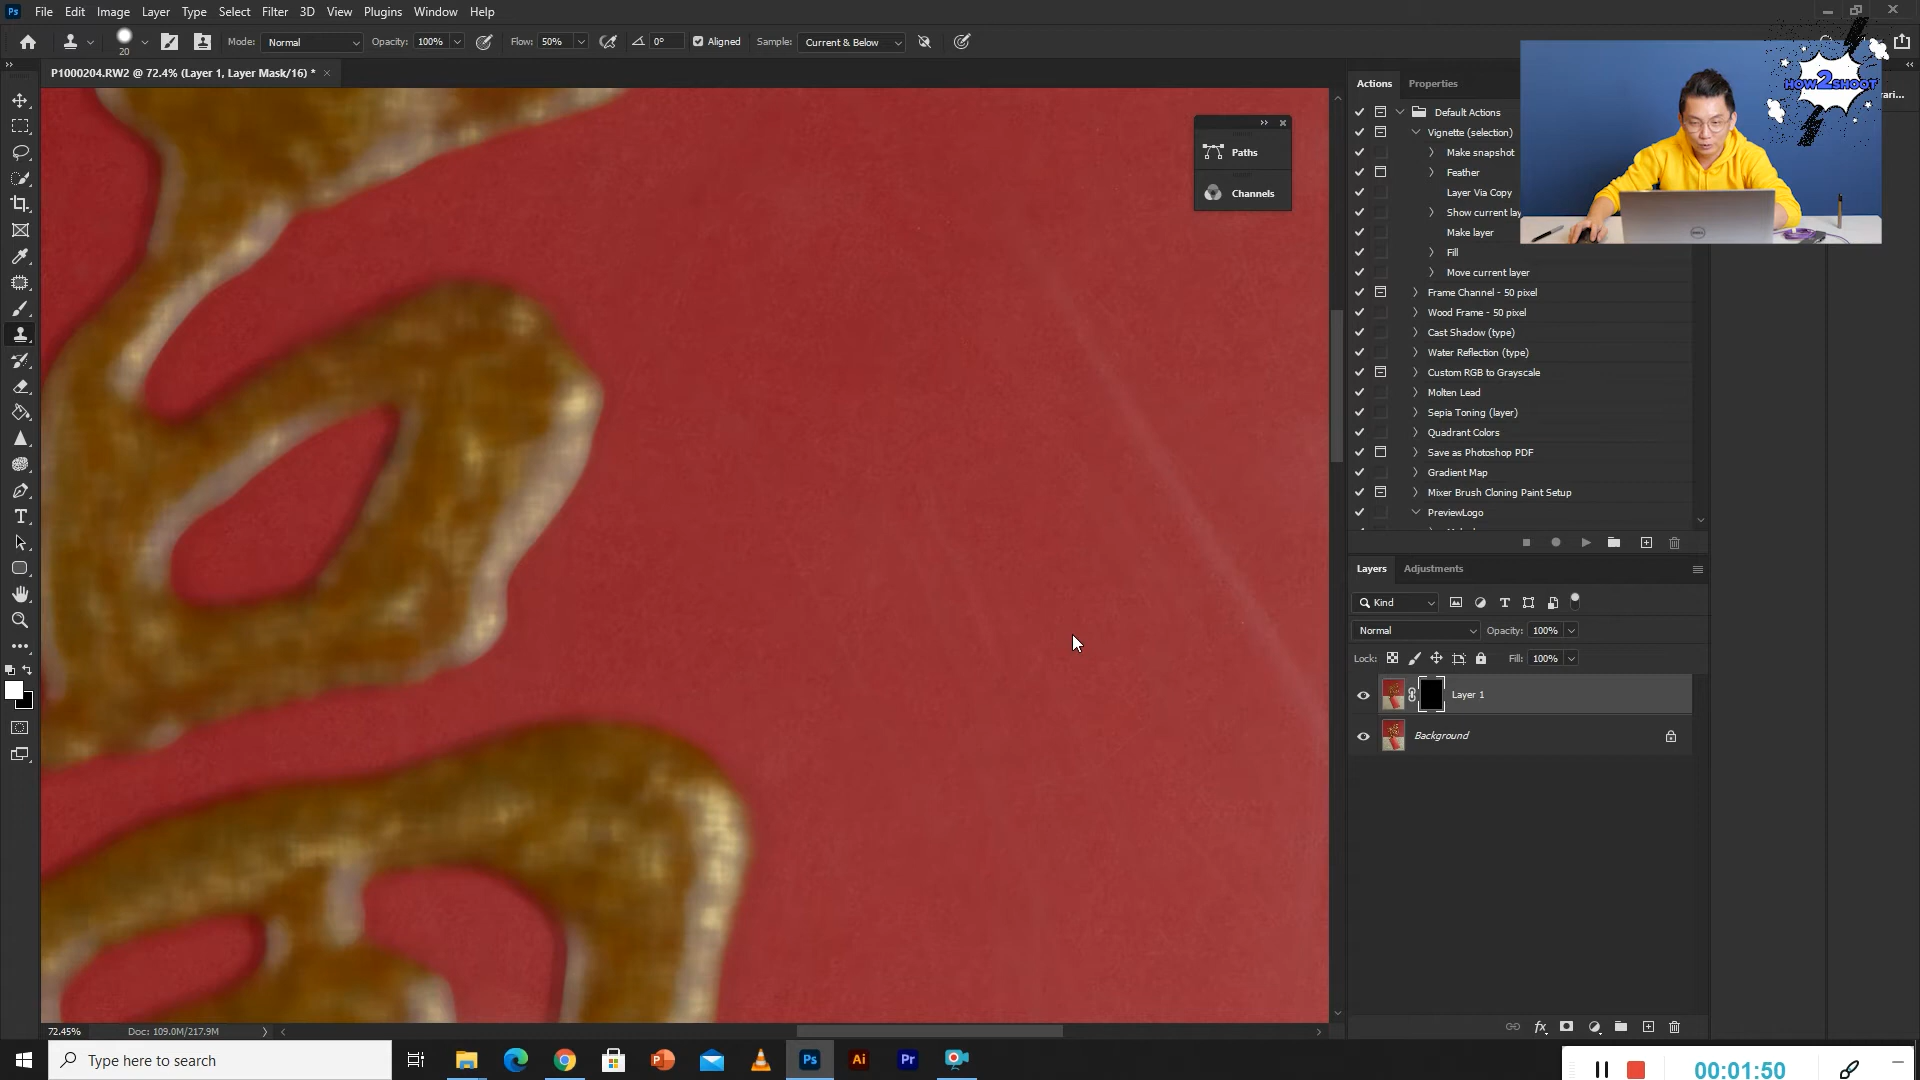 Ps File Edit Image Layer Type Select Filter 3D View Plugins Window Help
20 Mode: Normal Opacity: 100% Flow: 50% 0° Aligned Sample: Current & Below
P1000204.RW2 @ 72.4% (Layer 1, Layer Mask/16) *
HOW2SHOOT
Paths
Channels
Actions Properties
Default Actions
Vignette (selection)
Make snapshot
Feather
Layer Via Copy
Show current lay
Make layer
Fill
Move current layer
Frame Channel - 50 pixel
Wood Frame - 50 pixel
Cast Shadow (type)
Water Reflection (type)
Custom RGB to Grayscale
Molten Lead
Sepia Toning (layer)
Quadrant Colors
Save as Photoshop PDF
Gradient Map
Mixer Brush Cloning Paint Setup
PreviewLogo
Layers Adjustments
Kind
Normal Opacity: 100%
Lock: Fill: 100%
Layer 1
Background
fx
72.45% Doc: 109.0M/217.9M
Type here to search
Ps Ai Pr
00:01:50